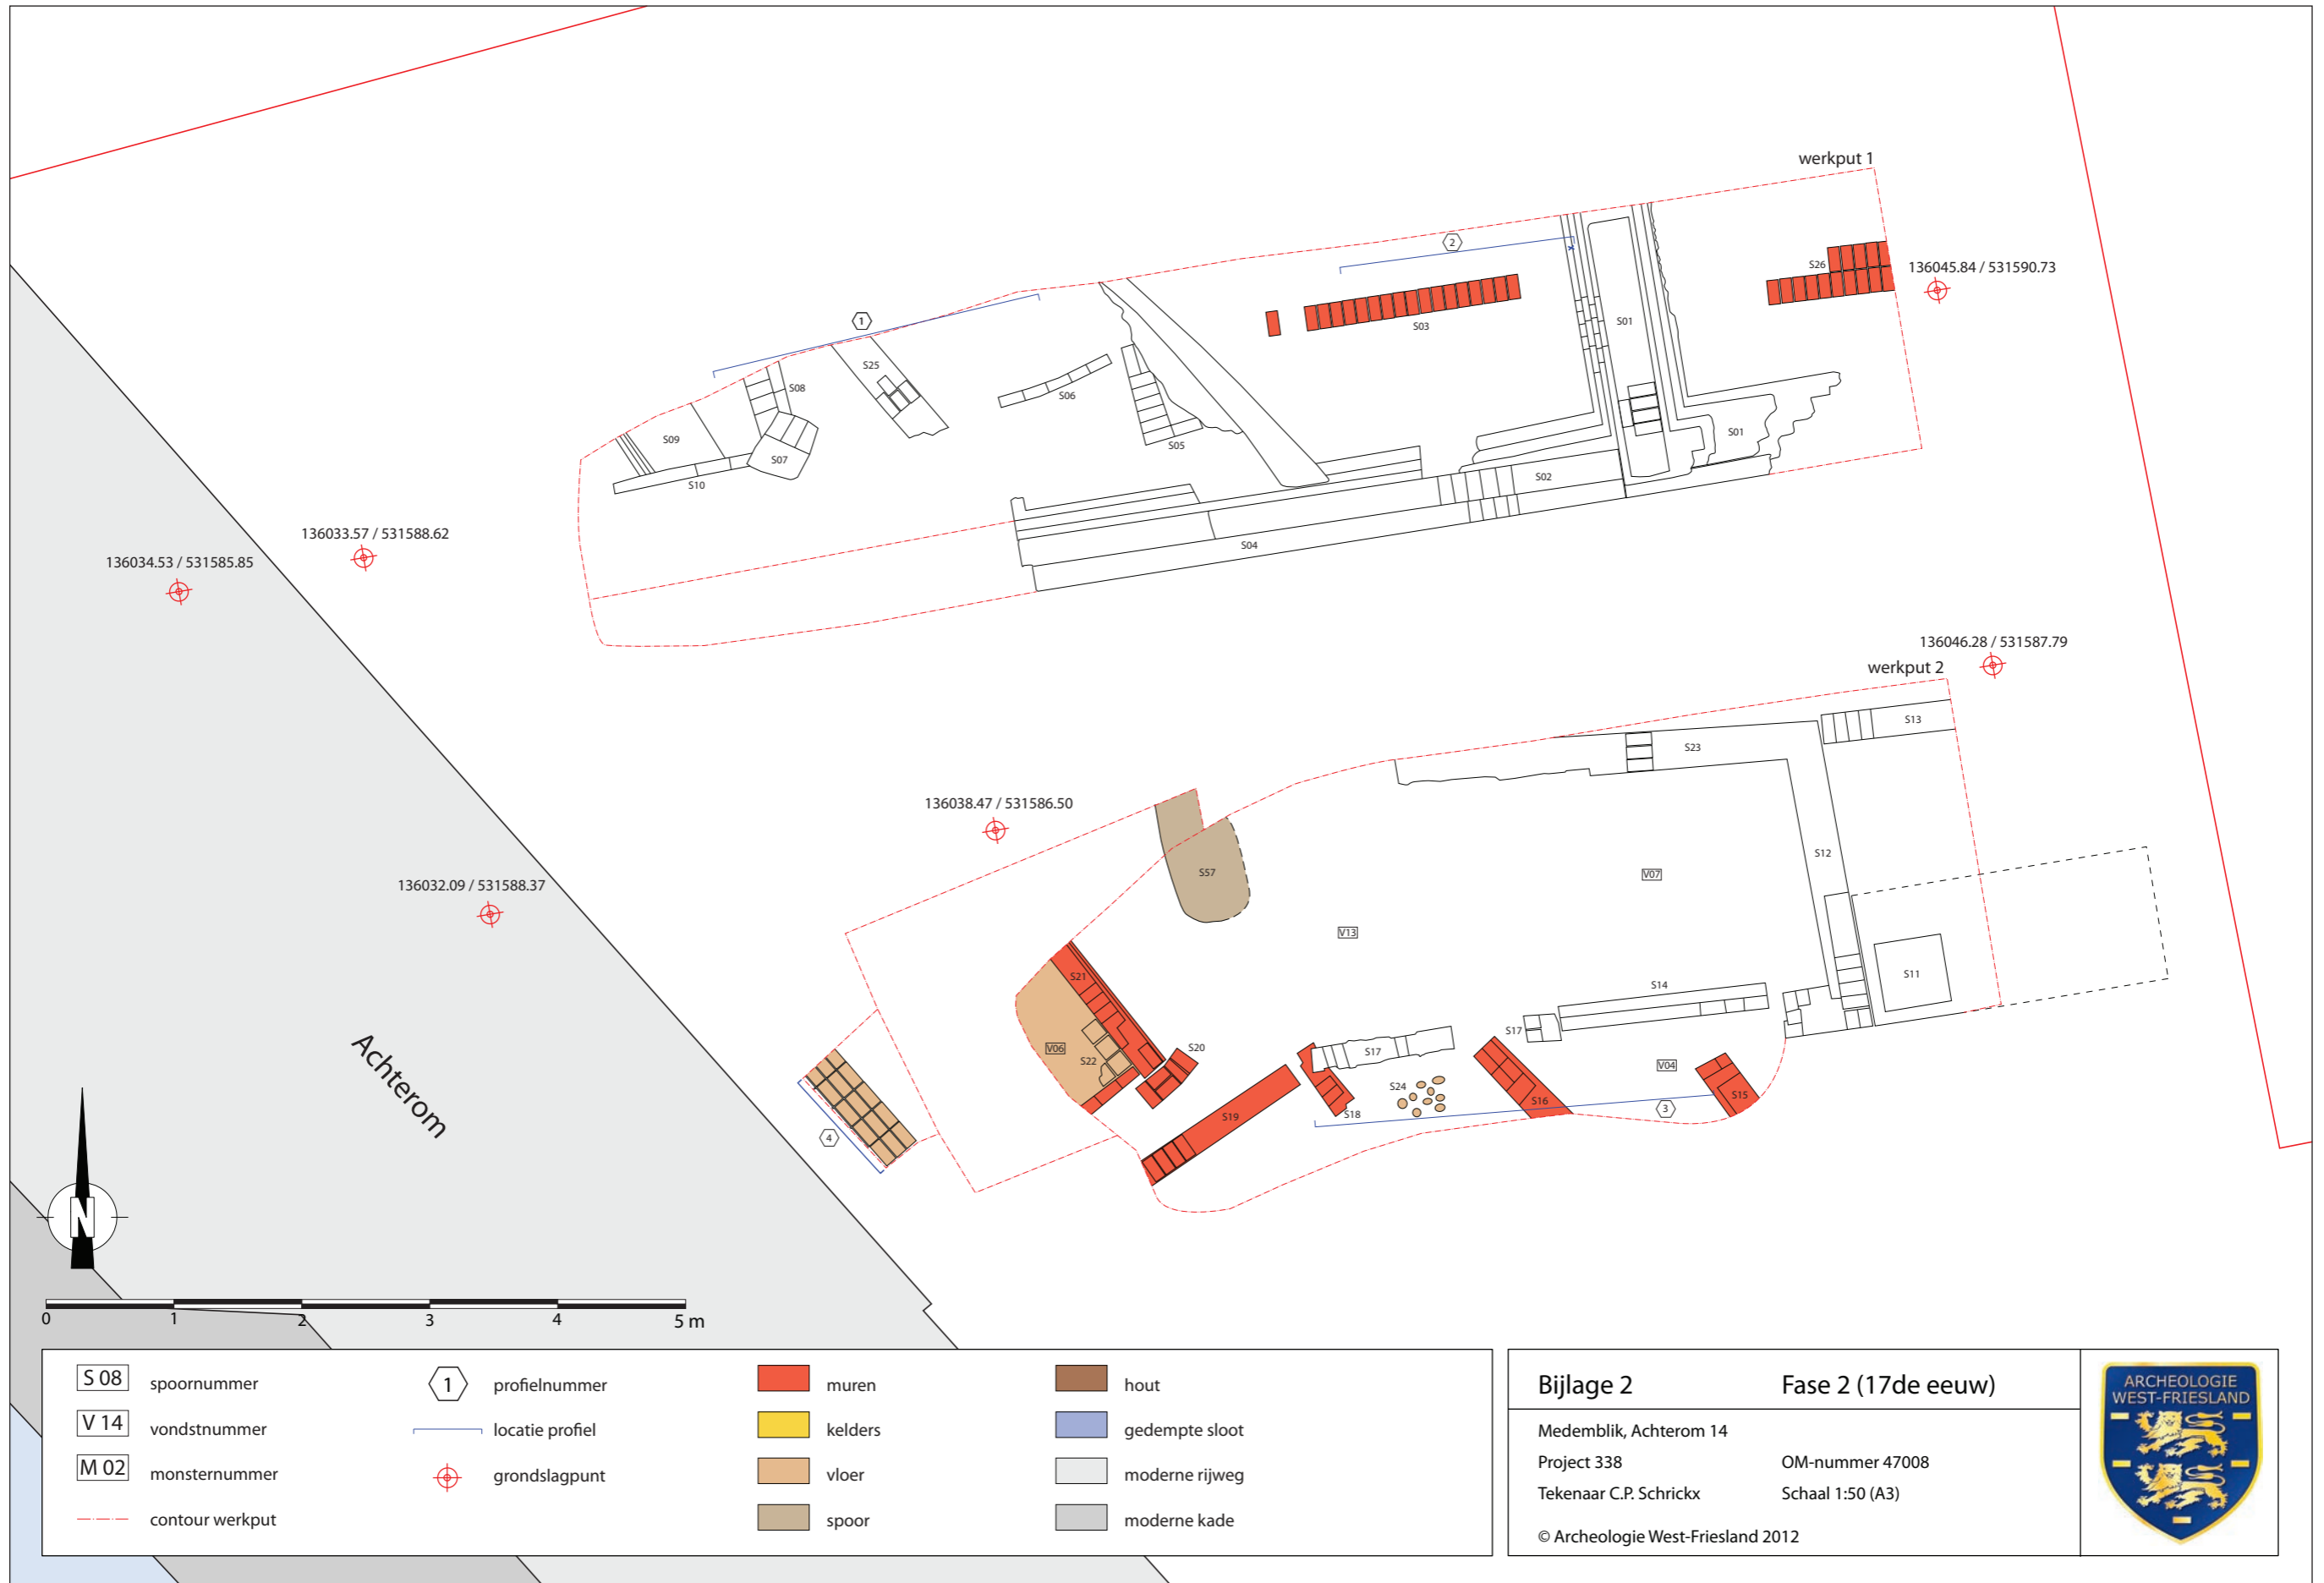 werkput 1
2
S26
136045.84 / 531590.73
1
S03
S01
S25
S08
S06
S09
S01
S05
S07
S02
S10
136033.57 / 531588.62
S04
136034.53 / 531585.85
136046.28 / 531587.79
werkput 2
S13
S23
136038.47 / 531586.50
S12
S57
V07
136032.09 / 531588.37
V13
S21
S11
S14
S17
V06
S20
S17
S22
V04
Achterom
S24
S15
S16
3
S18
S19
4
N
0 1 2 3 4 5 m
S 08 spoornummer
V 14 vondstnummer
M 02 monsternummer
contour werkput
1 profielnummer
locatie profiel
grondslagpunt
muren
kelders
vloer
spoor
hout
gedempte sloot
moderne rijweg
moderne kade
Bijlage 2 Fase 2 (17de eeuw)
Medemblik, Achterom 14
Project 338 OM-nummer 47008
Tekenaar C.P. Schrickx Schaal 1:50 (A3)
© Archeologie West-Friesland 2012
ARCHEOLOGIE
WEST-FRIESLAND